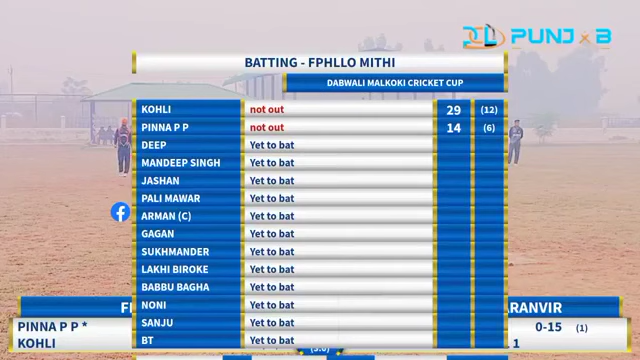 PUNJ B
BATTING - FPHLLO MITHI
DABWALI MALKOKI CRICKET CUP
KOHLI not out 29 (12)
PINNA P P not out 14 (6)
DEEP Yet to bat
MANDEEP SINGH Yet to bat
JASHAN Yet to bat
PALI MAWAR Yet to bat
ARMAN (C) Yet to bat
GAGAN Yet to bat
SUKHMANDER Yet to bat
LAKHI BIROKE Yet to bat
BABBU BAGHA Yet to bat
NONI Yet to bat
SANJU Yet to bat
BT Yet to bat
ARANVIR
PINNA P P * 0-15 (1)
KOHLI 1